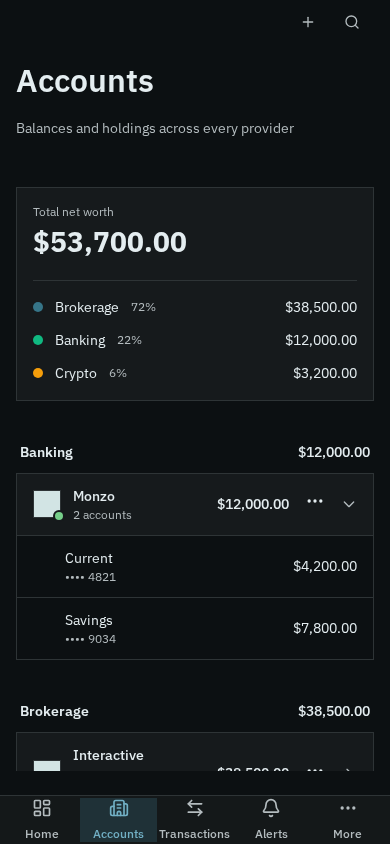 Accounts
Balances and holdings across every provider
Total net worth
$53,700.00
Brokerage 72% $38,500.00
Banking 22% $12,000.00
Crypto 6% $3,200.00
Banking $12,000.00
Monzo
2 accounts
$12,000.00
Current
•••• 4821
$4,200.00
Savings
•••• 9034
$7,800.00
Brokerage $38,500.00
Interactive
$38,500.00
Home Accounts Transactions Alerts More